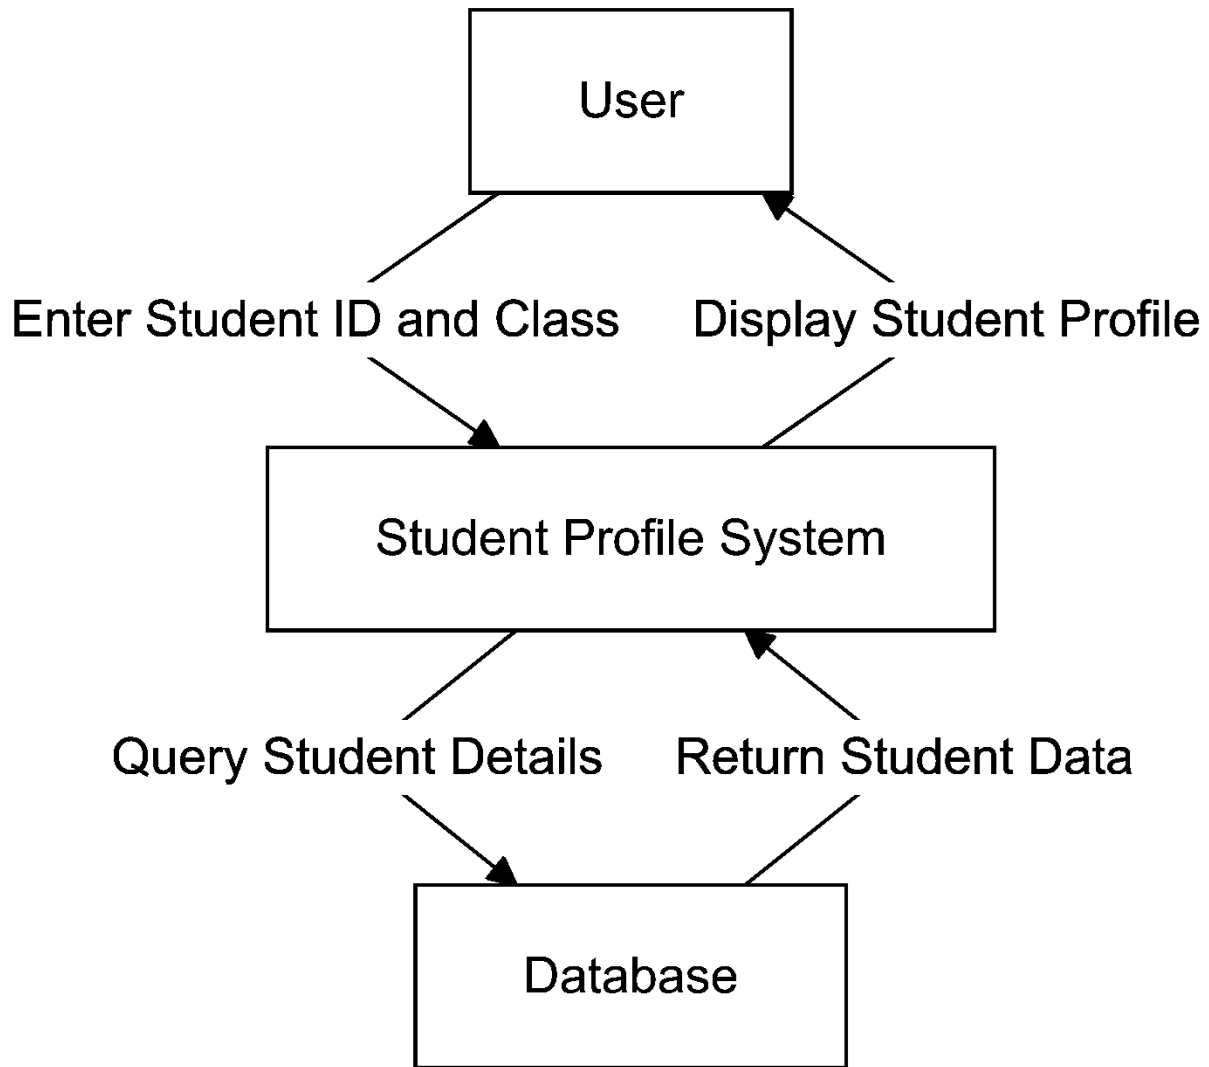 User
Enter Student ID and Class
Display Student Profile
Student Profile System
Query Student Details
Return Student Data
Database